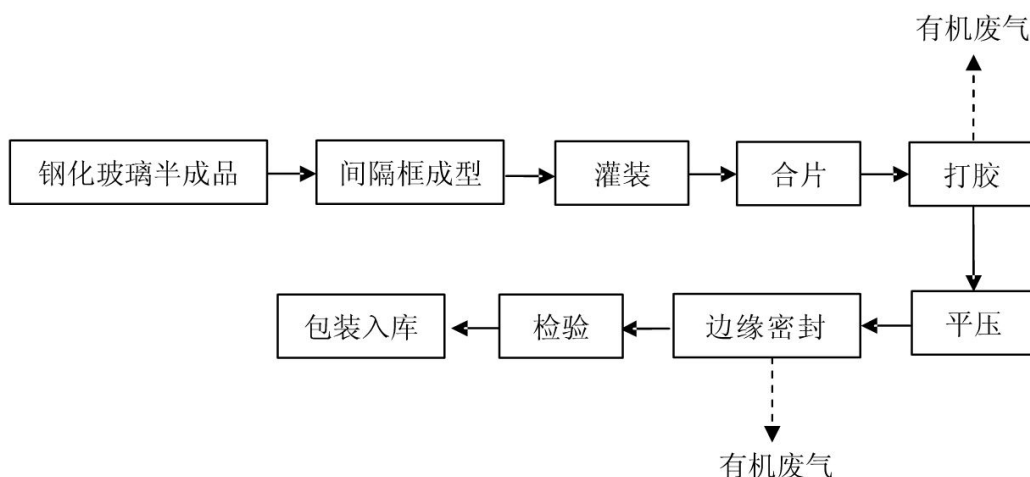 有机废气
钢化玻璃半成品
间隔框成型
灌装
合片
打胶
包装入库
检验
边缘密封
平压
有机废气